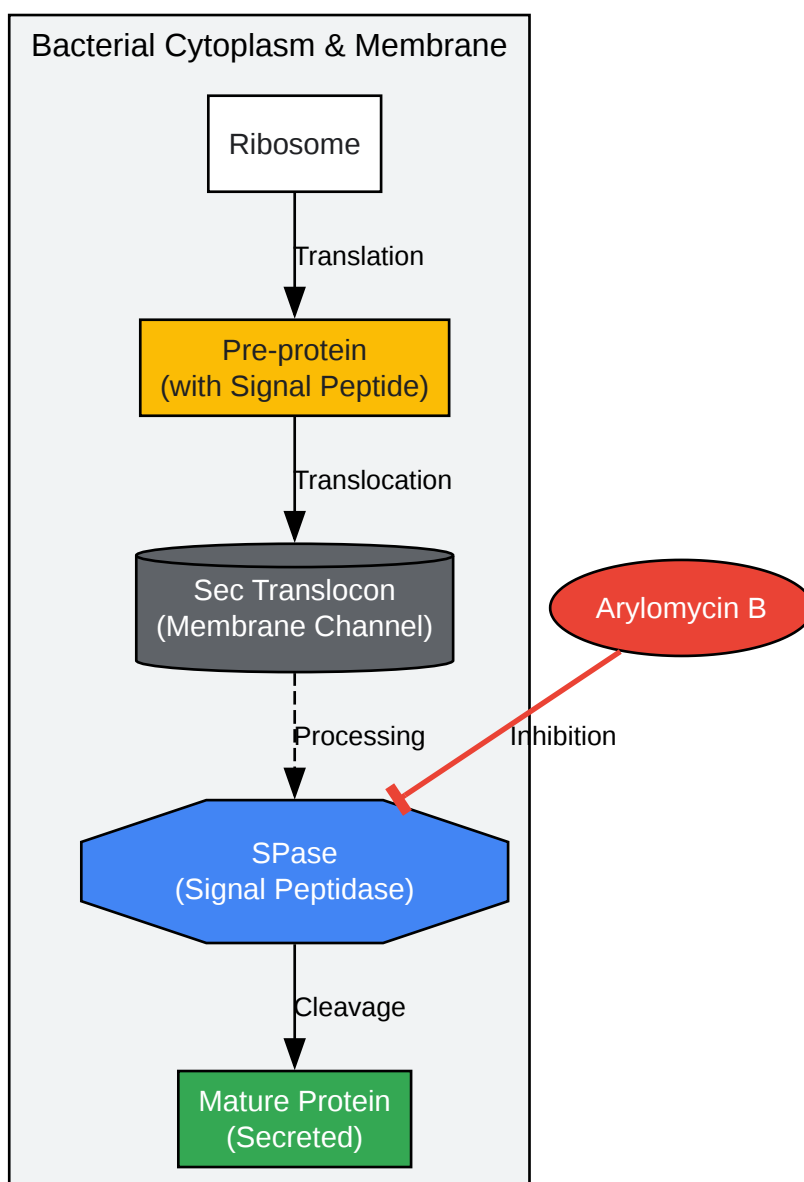 Bacterial Cytoplasm & Membrane
Ribosome
Translation
Pre-protein
(with Signal Peptide)
Translocation
Sec Translocon
(Membrane Channel)
Arylomycin B
Processing
Inhibition
SPase
(Signal Peptidase)
Cleavage
Mature Protein
(Secreted)